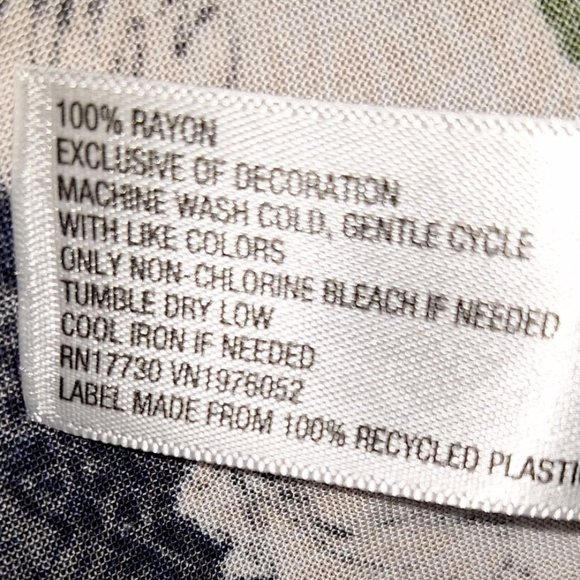 100% RAYON
EXCLUSIVE OF DECORATION
MACHINE WASH COLD, GENTLE CYCLE
WITH LIKE COLORS
ONLY NON-CHLORINE BLEACH IF NEEDED
TUMBLE DRY LOW
COOL IRON IF NEEDED
RN17730 VN1976052
LABEL MADE FROM 100% RECYCLED PLASTI